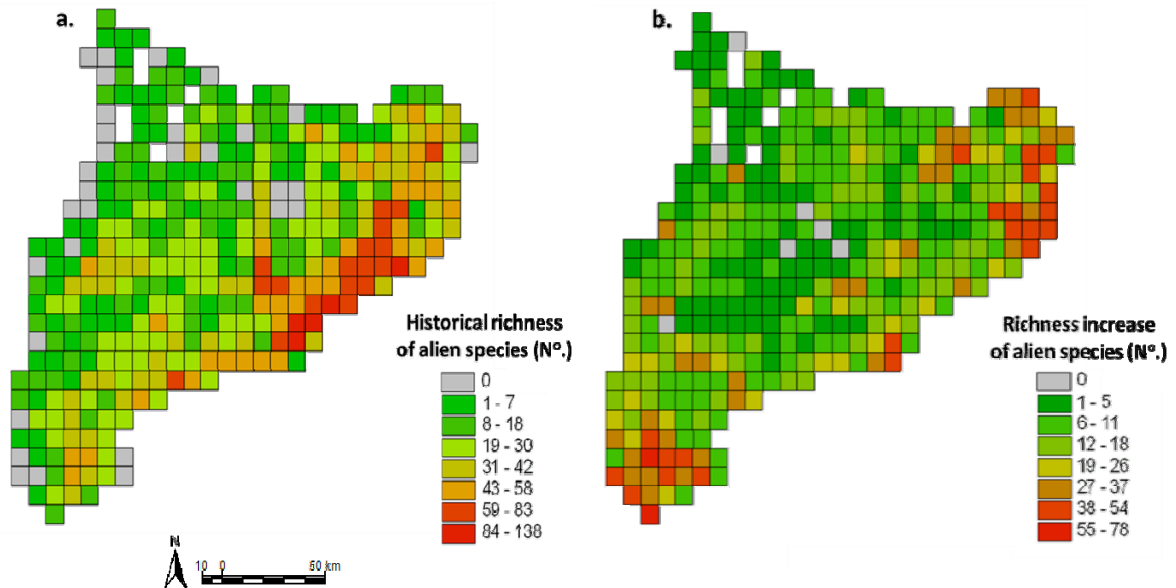 a.
Historical richness
of alien species (Nº.)
0
1 - 7
8 - 18
19 - 30
31 - 42
43 - 58
59 - 83
84 - 138
N
10 0 50 km
b.
Richness increase
of alien species (Nº.)
0
1 - 5
6 - 11
12 - 18
19 - 26
27 - 37
38 - 54
55 - 78